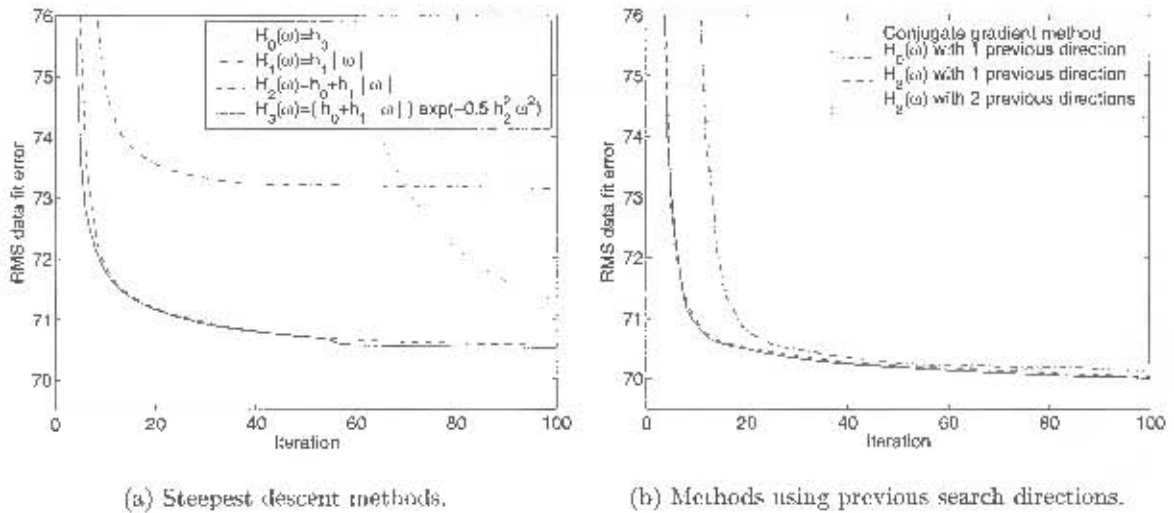 76
75
74
73
72
71
70
RMS data fit error
0
20
40
60
80
100
Iteration
H₀(ω)=h₀
H₁(ω)=h₁ | ω|
H₂(ω)=h₀+h₁ | ω|
H₃(ω)=( h₀+h₁ ω| ) exp(−0.5 h₂² ω²)
(a) Steepest descent methods.
76
75
74
73
72
71
70
RMS data fit error
0
20
40
60
80
100
Iteration
Conjugate gradient method
H₀(ω) with 1 previous direction
H₂(ω) with 1 previous direction
H₂(ω) with 2 previous directions
(b) Methods using previous search directions.